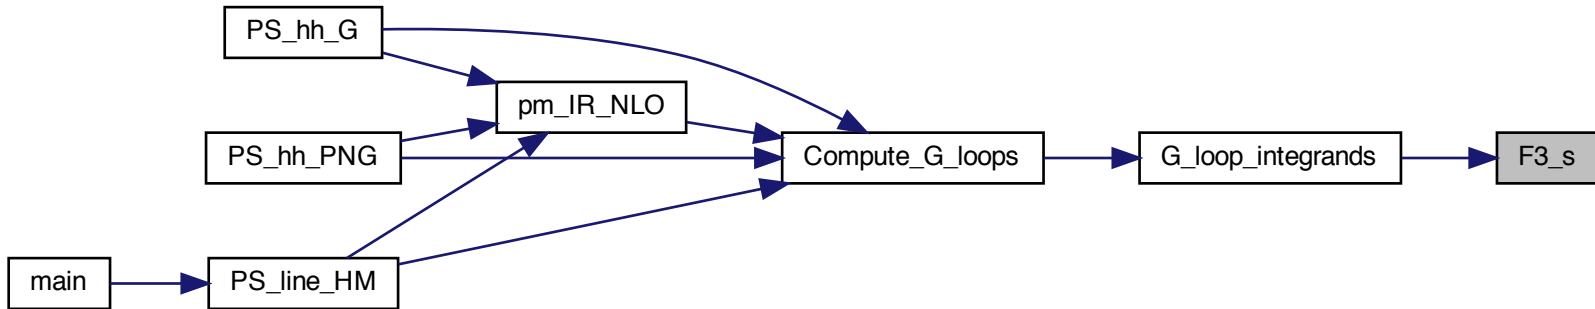 PS_hh_G
pm_IR_NLO
PS_hh_PNG
Compute_G_loops
G_loop_integrands
F3_s
main
PS_line_HM